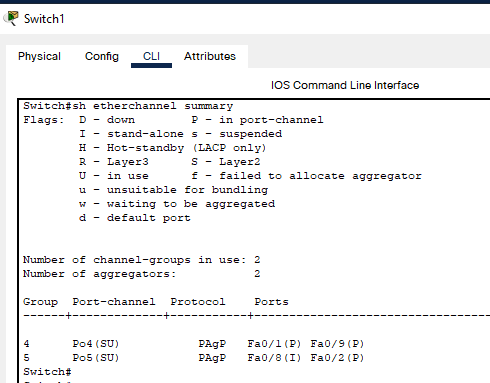 Switch1
Physical Config CLI Attributes
IOS Command Line Interface
Switch#sh etherchannel summary
Flags: D - down P - in port-channel
I - stand-alone s - suspended
H - Hot-standby (LACP only)
R - Layer3 S - Layer2
U - in use f - failed to allocate aggregator
u - unsuitable for bundling
w - waiting to be aggregated
d - default port
Number of channel-groups in use: 2
Number of aggregators: 2
Group Port-channel Protocol Ports
------+-------------+-----------+----------------------------
4 Po4(SU) PAgP Fa0/1(P) Fa0/9(P)
5 Po5(SU) PAgP Fa0/8(I) Fa0/2(P)
Switch#